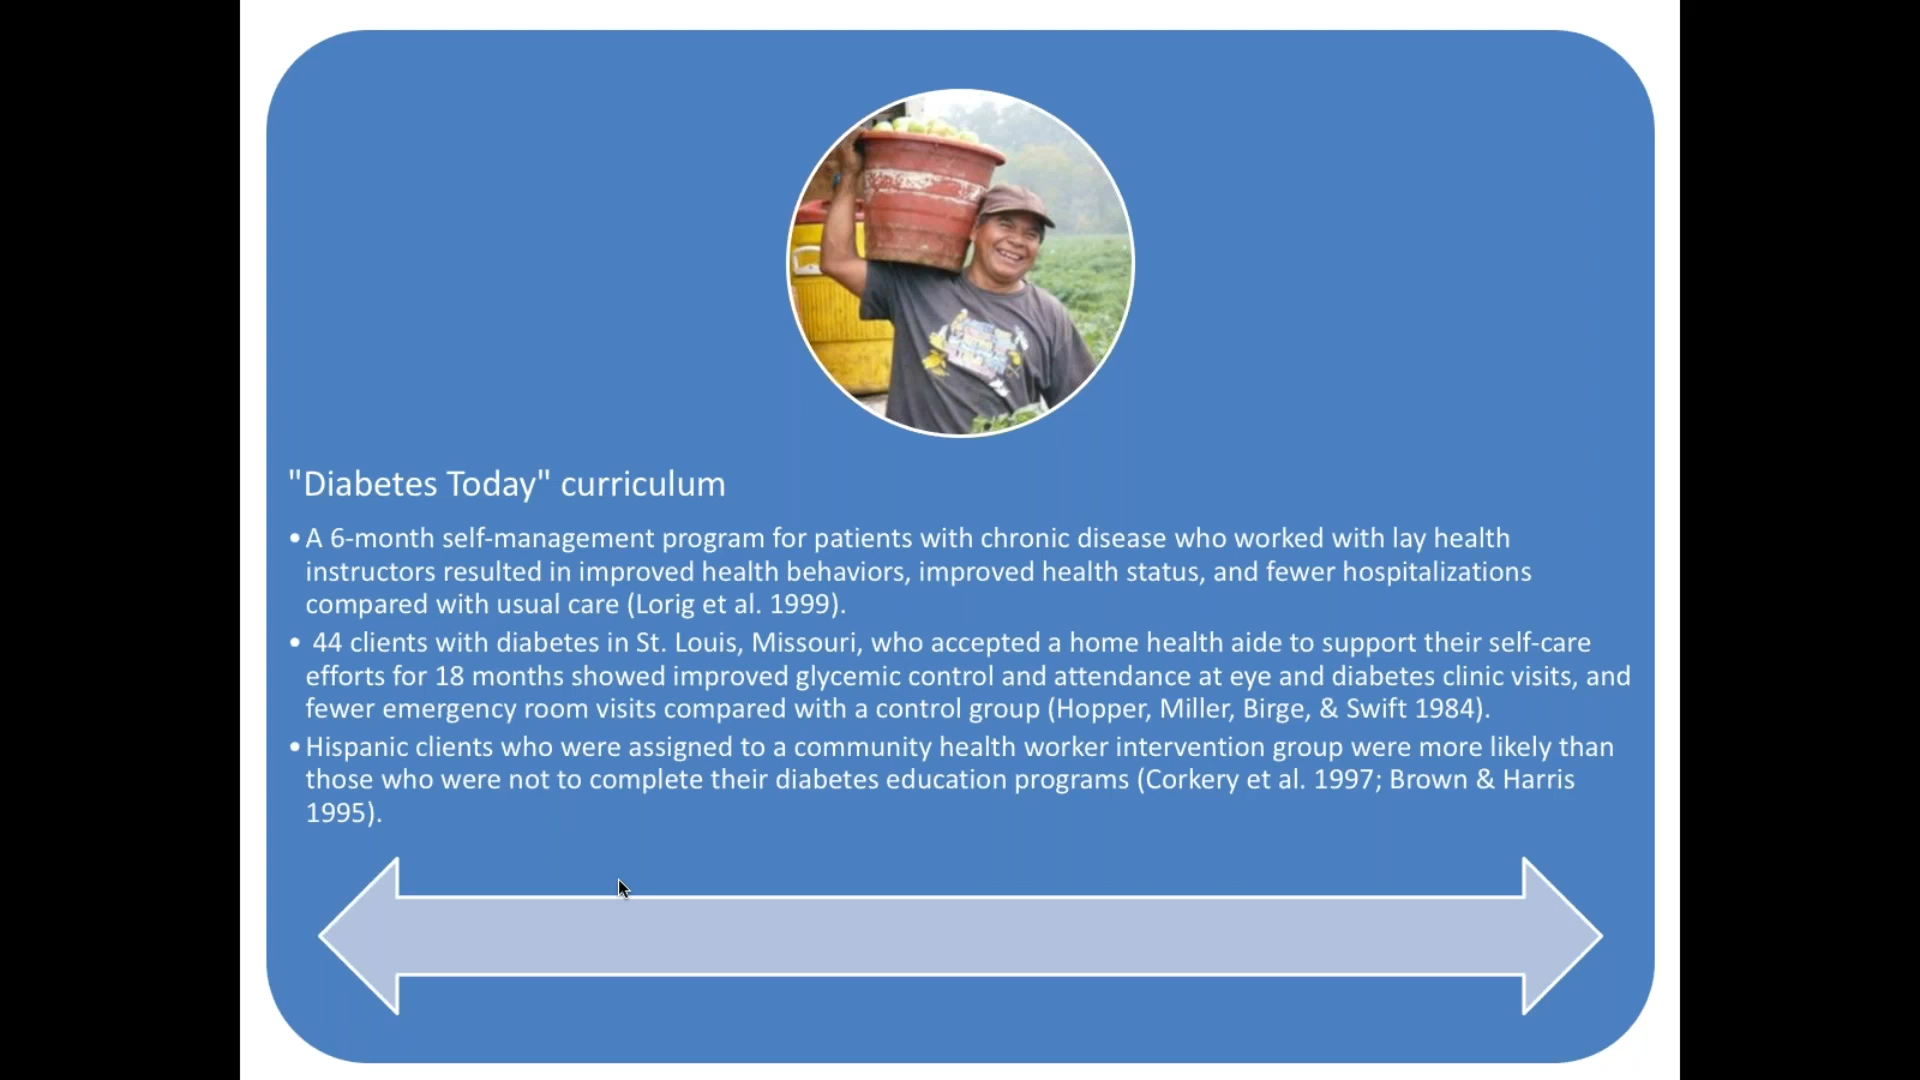 "Diabetes Today" curriculum
•A 6-month self-management program for patients with chronic disease who worked with lay health
instructors resulted in improved health behaviors, improved health status, and fewer hospitalizations
compared with usual care (Lorig et al. 1999).
• 44 clients with diabetes in St. Louis, Missouri, who accepted a home health aide to support their self-care
efforts for 18 months showed improved glycemic control and attendance at eye and diabetes clinic visits, and
fewer emergency room visits compared with a control group (Hopper, Miller, Birge, & Swift 1984).
•Hispanic clients who were assigned to a community health worker intervention group were more likely than
those who were not to complete their diabetes education programs (Corkery et al. 1997; Brown & Harris
1995).